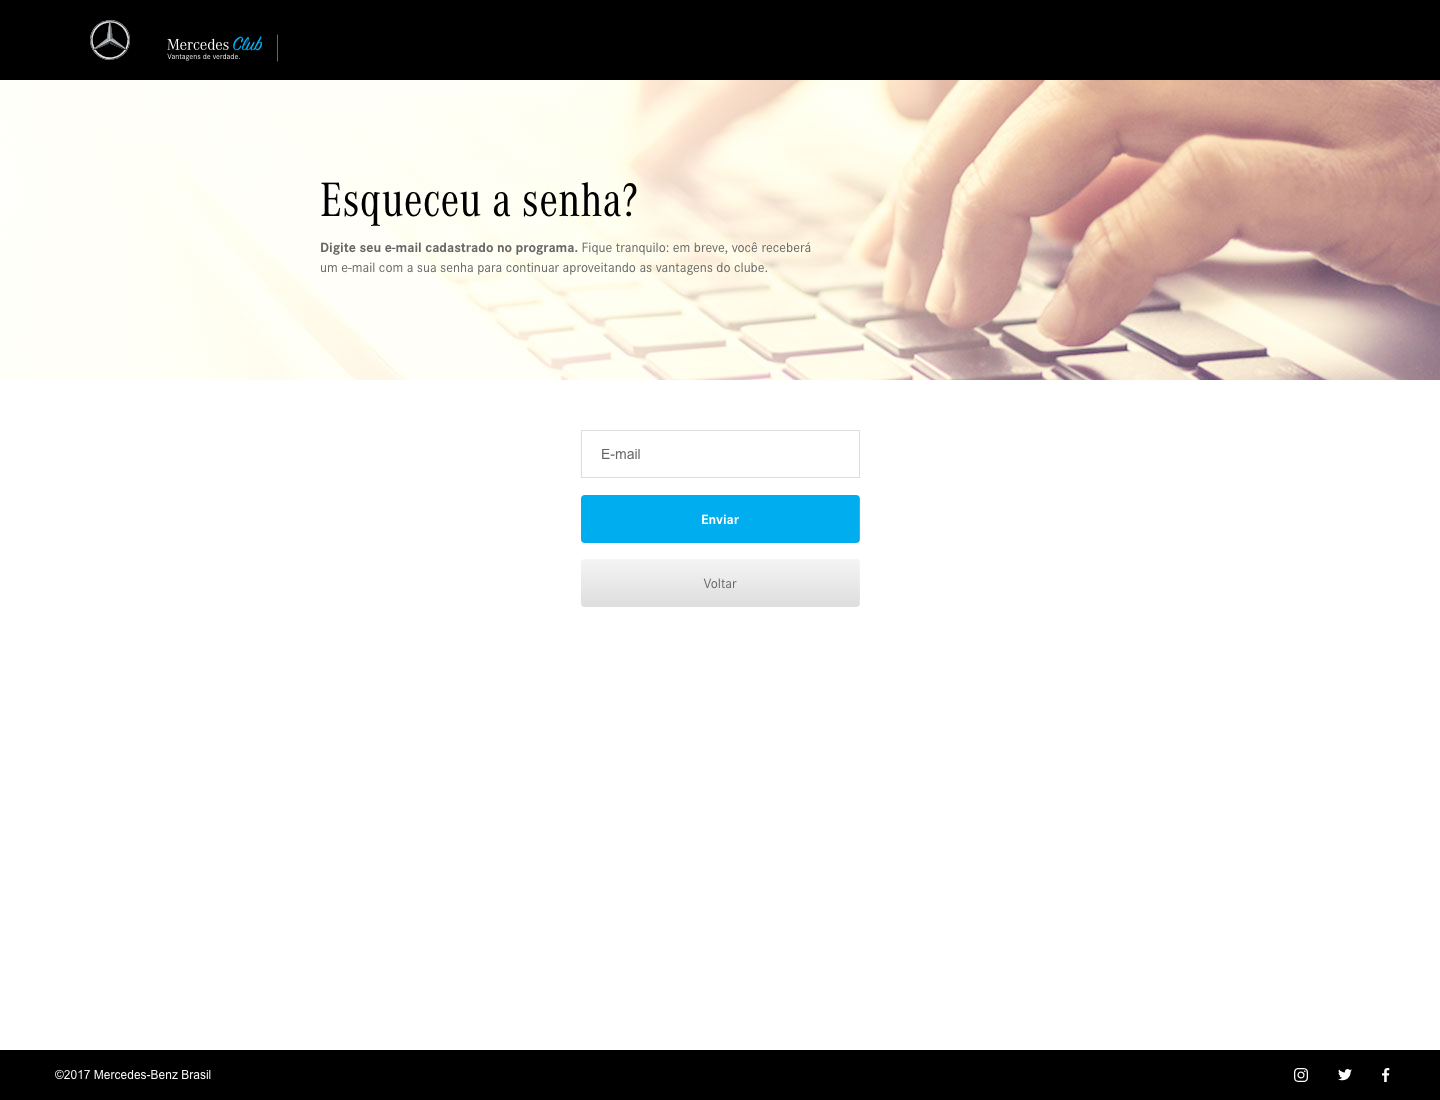 Mercedes Club
Vantagens de verdade.
Esqueceu a senha?
Digite seu e-mail cadastrado no programa. Fique tranquilo: em breve, você receberá
um e-mail com a sua senha para continuar aproveitando as vantagens do clube.
E-mail
Enviar
Voltar
©2017 Mercedes-Benz Brasil